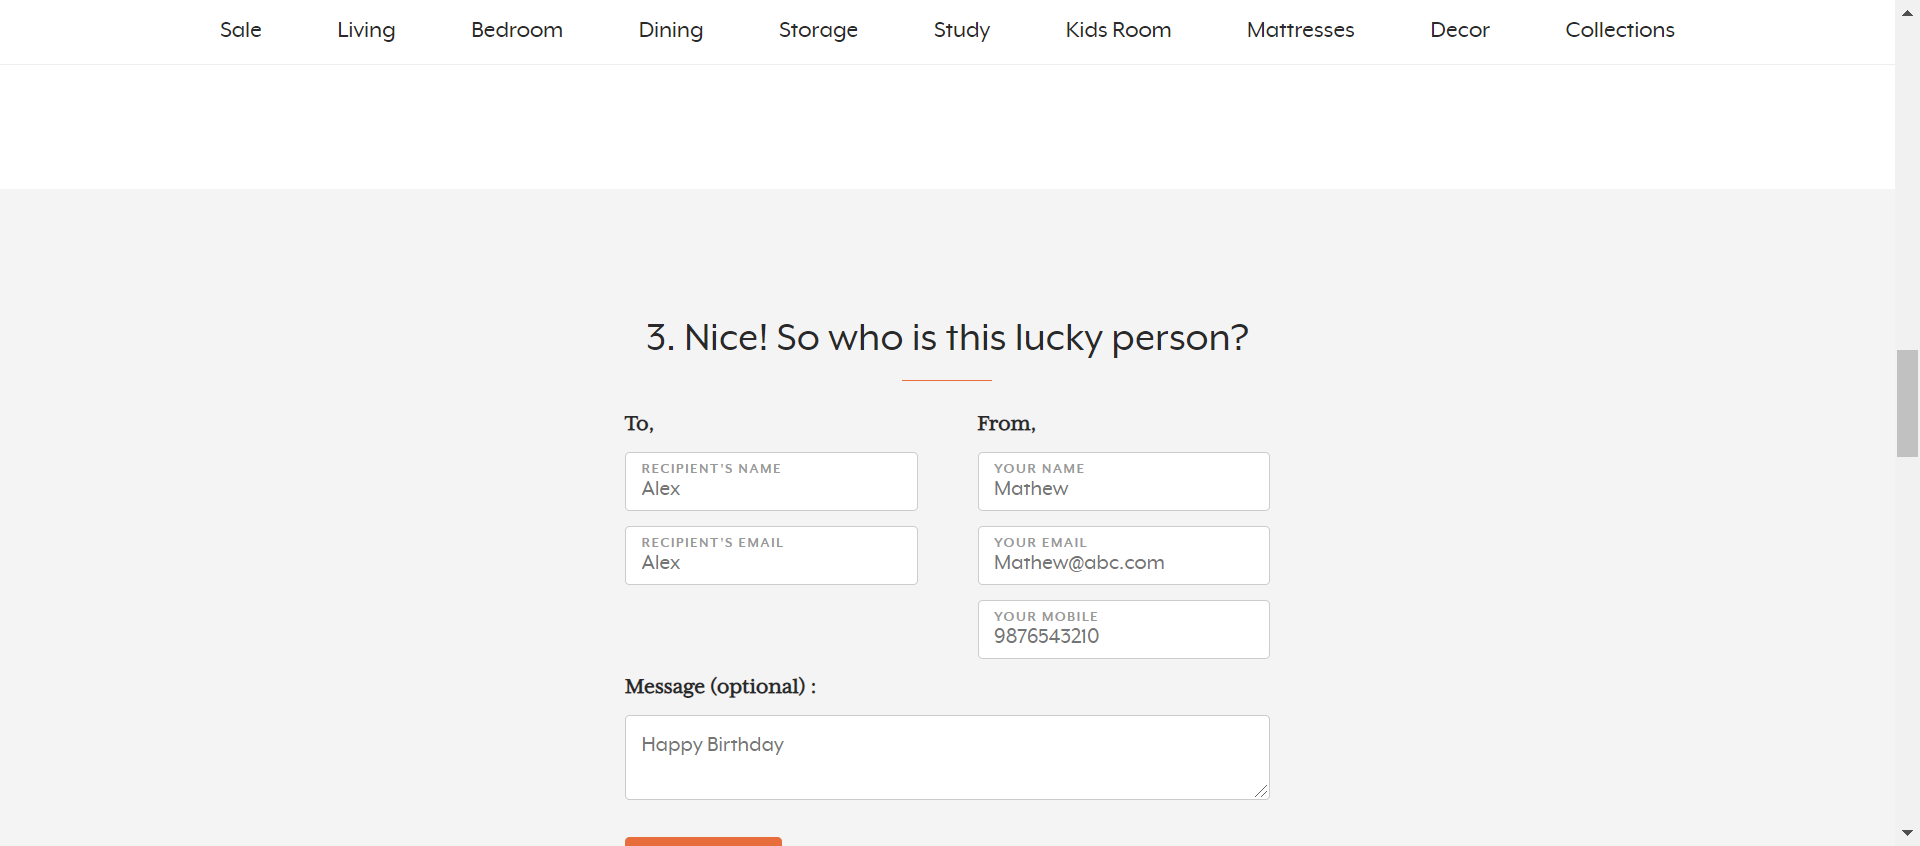 Sale Living Bedroom Dining Storage Study Kids Room Mattresses Decor Collections
3. Nice! So who is this lucky person?
To,
RECIPIENT'S NAME
Alex
RECIPIENT'S EMAIL
Alex
From,
YOUR NAME
Mathew
YOUR EMAIL
Mathew@abc.com
YOUR MOBILE
9876543210
Message (optional) :
Happy Birthday